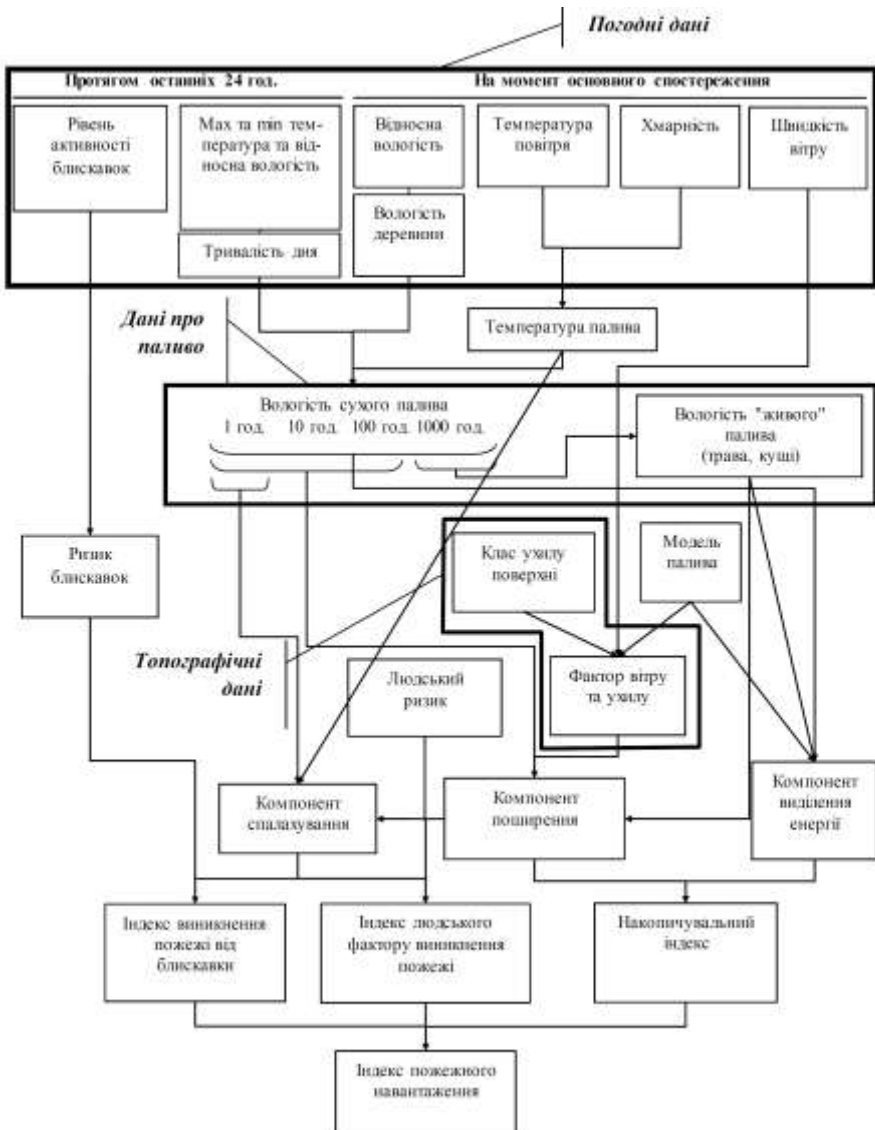 Погодні дані
Протягом останніх 24 год.
На момент основного спостереження
Рівень
активності
блискавок
Max та min тем-
пература та від-
носна вологість
Відносна
вологість
Температура
повітря
Хмарність
Швидкість
вітру
Вологість
деревини
Тривалість дня
Дані про
паливо
Температура палива
Вологість сухого палива
1 год. 10 год. 100 год. 1000 год.
Вологість "живого"
палива
(трава, кущі)
Ризик
блискавок
Клас ухилу
поверхні
Модель
палива
Топографічні
дані
Людський
ризик
Фактор вітру
та ухилу
Компонент
спалахування
Компонент
поширення
Компонент
виділення
енергії
Індекс виникнення
пожежі від
блискавки
Індекс людського
фактору виникнення
пожежі
Накопичувальний
індекс
Індекс пожежного
навантаження